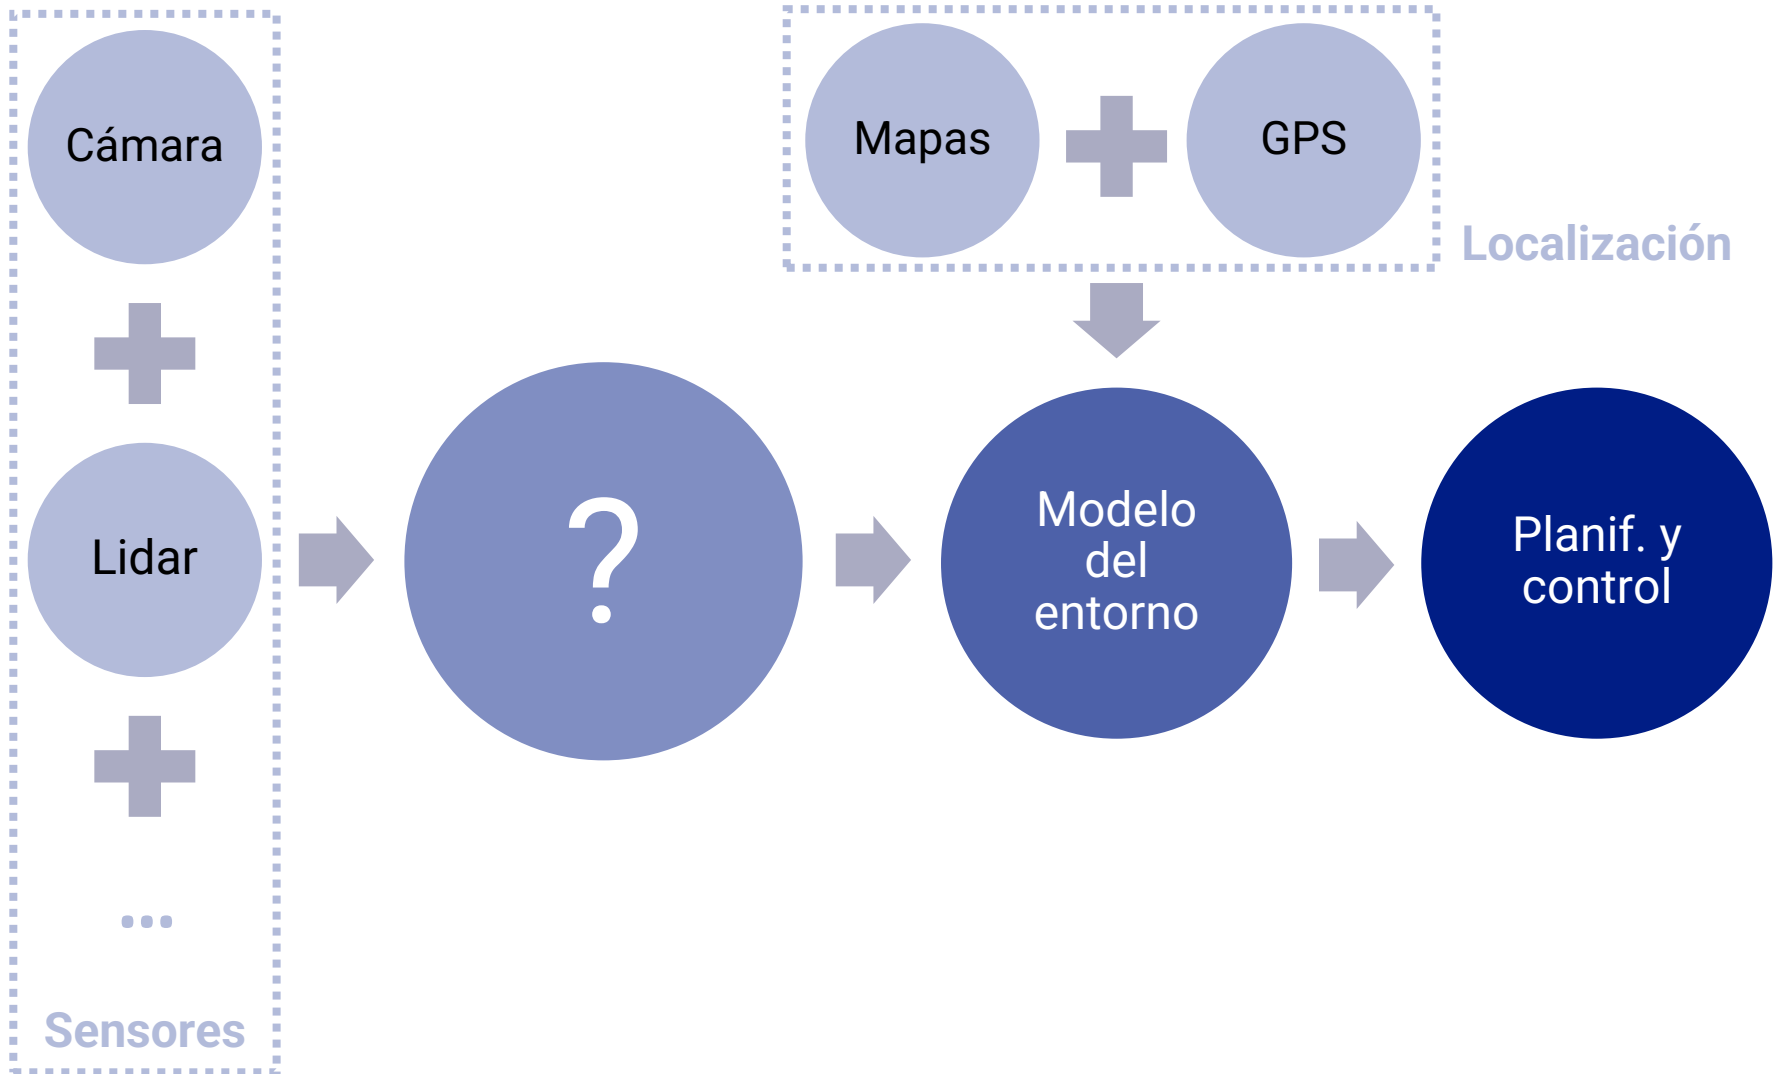 Cámara
Lidar
...
Sensores
?
Mapas
GPS
Localización
Modelo
del
entorno
Planif. y
control